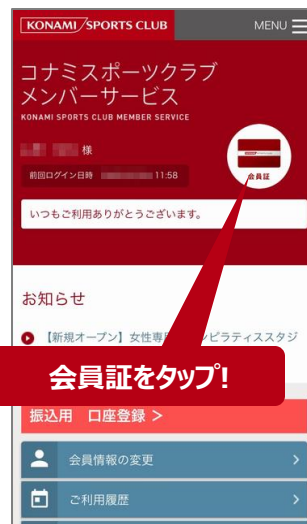 KONAMI SPORTS CLUB
MENU
コナミスポーツクラブ
メンバーサービス
KONAMI SPORTS CLUB MEMBER SERVICE
様
前回ログイン日時 11:58
会員証
いつもご利用ありがとうございます。
お知らせ
【新規オープン】女性専 ピラティススタジ
会員証をタップ!
振込用 口座登録 >
会員情報の変更
ご利用履歴